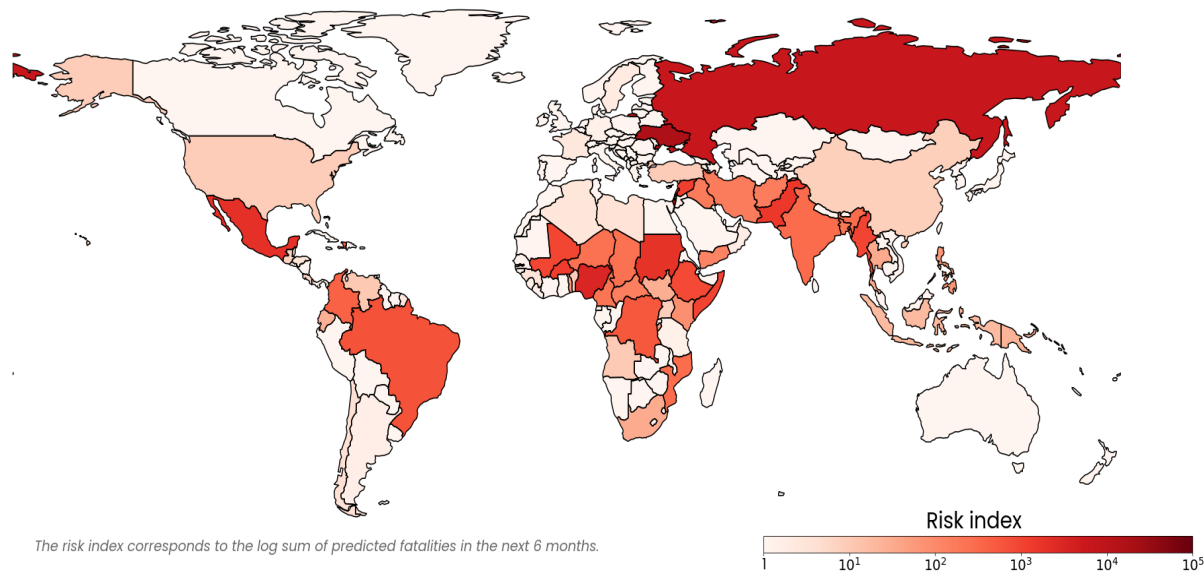 Risk index
The risk index corresponds to the log sum of predicted fatalities in the next 6 months.
1 10¹ 10² 10³ 10⁴ 10⁵